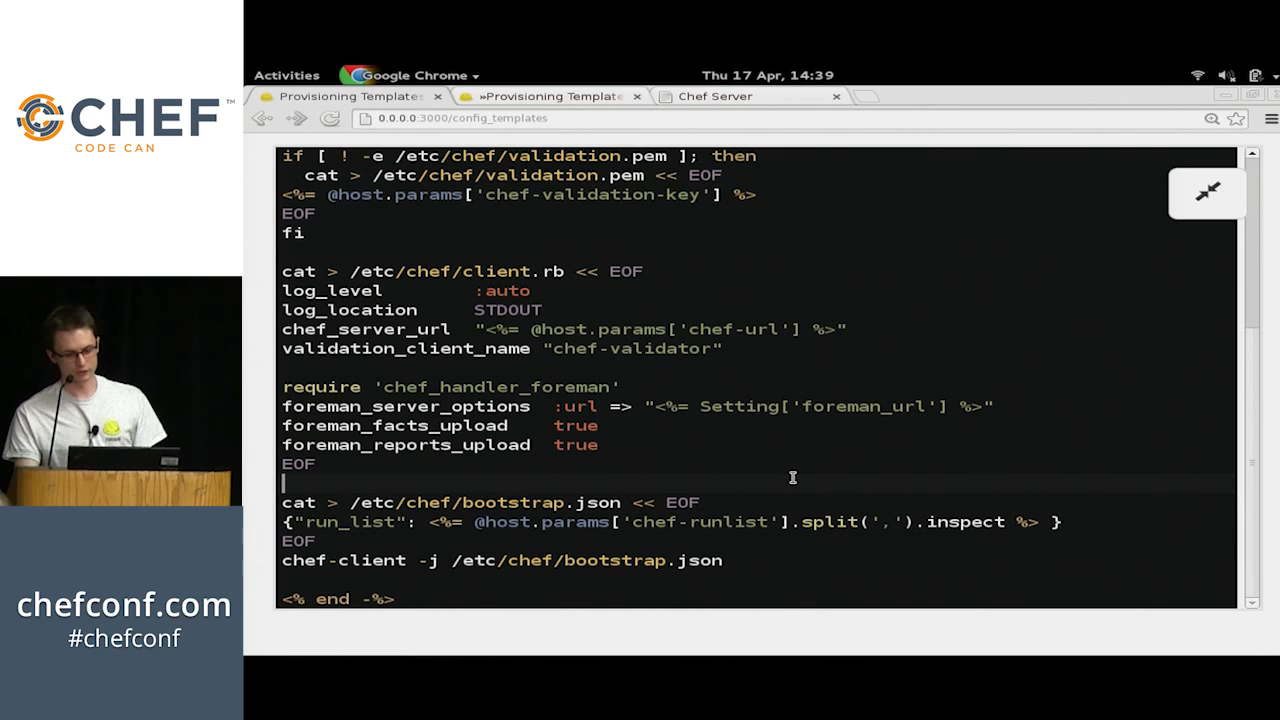 CHEF™
CODE CAN
chefconf.com
#chefconf
Activities
Google Chrome
Thu 17 Apr, 14:39
Provisioning Templates
»Provisioning Template
Chef Server
0.0.0.0:3000/config_templates
if [ ! -e /etc/chef/validation.pem ]; then
  cat > /etc/chef/validation.pem << EOF
<%= @host.params['chef-validation-key'] %>
EOF
fi
cat > /etc/chef/client.rb << EOF
log_level         :auto
log_location      STDOUT
chef_server_url  "<%= @host.params['chef-url'] %>"
validation_client_name "chef-validator"
require 'chef_handler_foreman'
foreman_server_options  :url => "<%= Setting['foreman_url'] %>"
foreman_facts_upload    true
foreman_reports_upload  true
EOF
cat > /etc/chef/bootstrap.json << EOF
{"run_list": <%= @host.params['chef-runlist'].split(',').inspect %> }
EOF
chef-client -j /etc/chef/bootstrap.json
<% end -%>